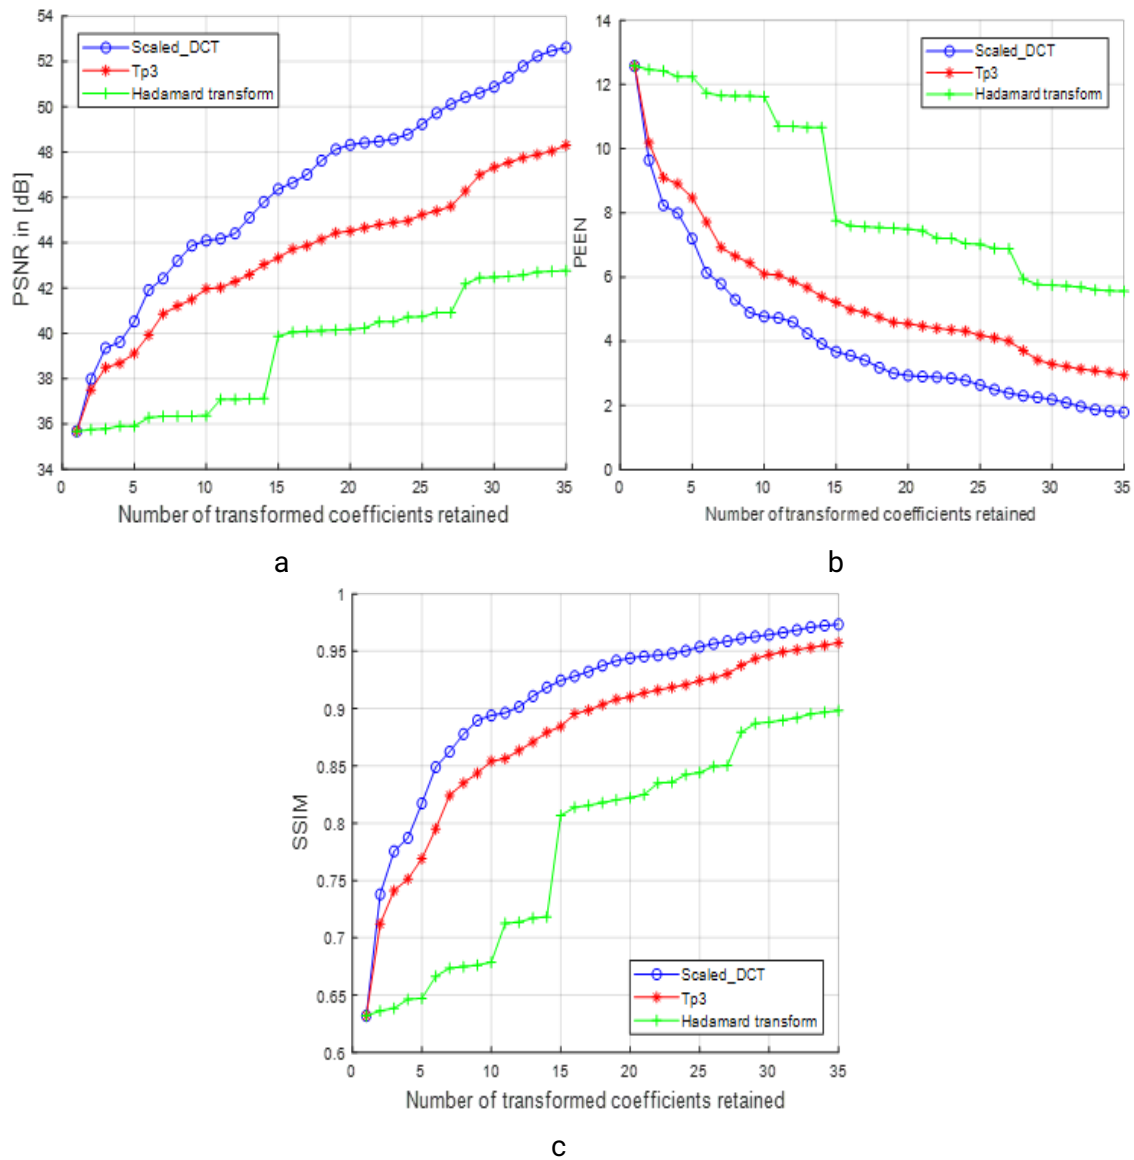 54
52
50
48
46
44
42
40
38
36
34
PSNR in [dB]
Scaled_DCT
Tp3
Hadamard transform
0 5 10 15 20 25 30 35
Number of transformed coefficients retained
a
14
12
10
8
6
4
2
0
PEEN
Scaled_DCT
Tp3
Hadamard transform
0 5 10 15 20 25 30 35
Number of transformed coefficients retained
b
1
0.95
0.9
0.85
0.8
0.75
0.7
0.65
0.6
SSIM
Scaled_DCT
Tp3
Hadamard transform
0 5 10 15 20 25 30 35
Number of transformed coefficients retained
c